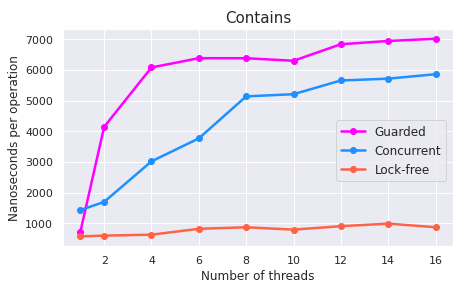 Contains
Nanoseconds per operation
7000
6000
5000
4000
3000
2000
1000
Guarded
Concurrent
Lock-free
2 4 6 8 10 12 14 16
Number of threads